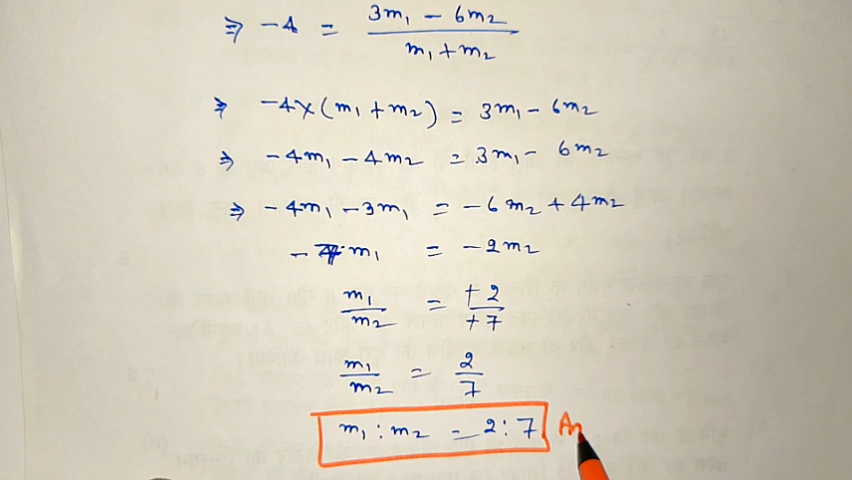 ⇒ -4 = (3m₁ - 6m₂)/(m₁ + m₂)
⇒ -4×(m₁ + m₂) = 3m₁ - 6m₂
⇒ -4m₁ - 4m₂ = 3m₁ - 6m₂
⇒ -4m₁ - 3m₁ = -6m₂ + 4m₂
-7m₁ = -2m₂
m₁/m₂ = +2/+7
m₁/m₂ = 2/7
m₁ : m₂ = 2 : 7 An